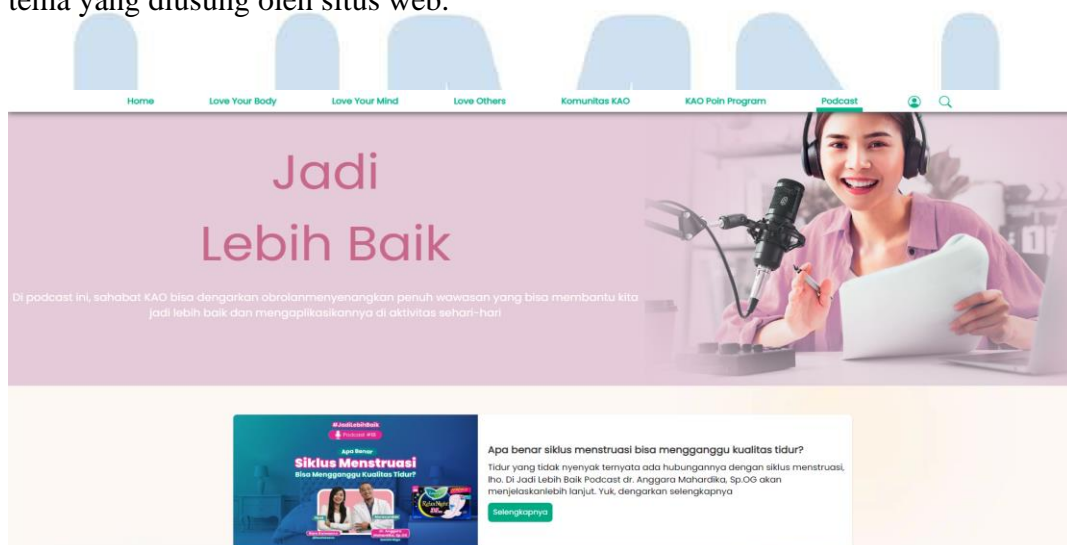 tema yang diusung oleh situs web.
Home Love Your Body Love Your Mind Love Others Komunitas KAO KAO Poin Program Podcast
Jadi
Lebih Baik
Di podcast ini, sahabat KAO bisa dengarkan obrolanmenyenangkan penuh wawasan yang bisa membantu kita
jadi lebih baik dan mengaplikasikannya di aktivitas sehari-hari
#JadiLebihBaik
Apa Benar
Siklus Menstruasi
Bisa Mengganggu Kualitas Tidur?
Apa benar siklus menstruasi bisa mengganggu kualitas tidur?
Tidur yang tidak nyenyak ternyata ada hubungannya dengan siklus menstruasi,
lho. Di Jadi Lebih Baik Podcast dr. Anggara Mahardika, Sp.OG akan
menjelaskanlebih lanjut. Yuk, dengarkan selengkapnya
Selengkapnya